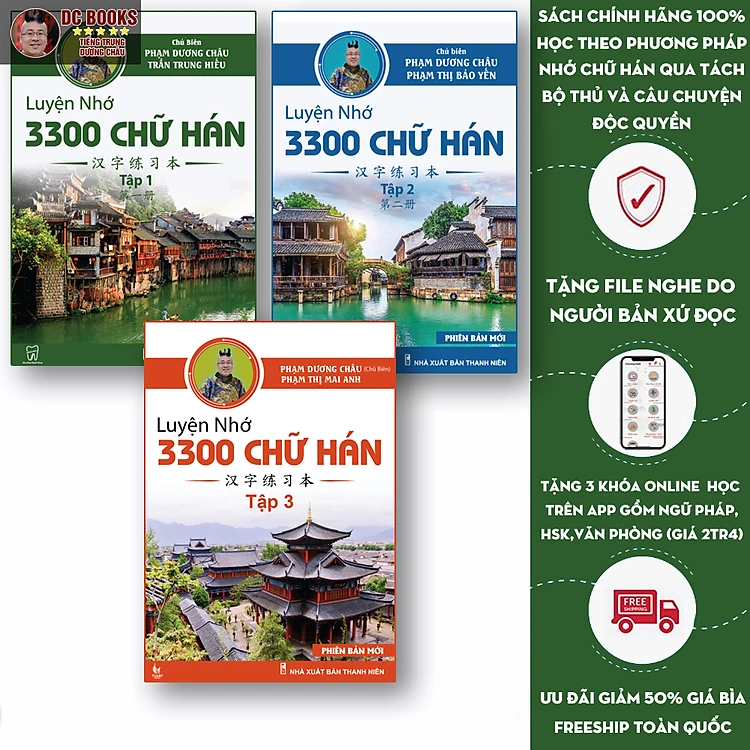 DC BOOKS
TIẾNG TRUNG
DƯƠNG CHÂU
Chủ Biên
PHẠM DƯƠNG CHÂU
TRẦN TRUNG HIẾU
Luyện Nhớ
3300 CHỮ HÁN
汉字练习本
Tập 1
第一册
Chủ biên
PHẠM DƯƠNG CHÂU
PHẠM THỊ BẢO YẾN
Luyện Nhớ
3300 CHỮ HÁN
汉字练习本
Tập 2
第二册
PHIÊN BẢN MỚI
NHÀ XUẤT BẢN THANH NIÊN
PHẠM DƯƠNG CHÂU (Chủ Biên)
PHẠM THỊ MAI ANH
Luyện Nhớ
3300 CHỮ HÁN
汉字练习本
Tập 3
PHIÊN BẢN MỚI
NHÀ XUẤT BẢN THANH NIÊN
SÁCH CHÍNH HÃNG 100%
HỌC THEO PHƯƠNG PHÁP
NHỚ CHỮ HÁN QUA TÁCH
BỘ THỦ VÀ CÂU CHUYỆN
ĐỘC QUYỀN
TẶNG FILE NGHE DO
NGƯỜI BẢN XỨ ĐỌC
TẶNG 3 KHÓA ONLINE HỌC
TRÊN APP GỒM NGỮ PHÁP,
HSK,VĂN PHÒNG (GIÁ 2TR4)
FREE
SHIPPING
ƯU ĐÃI GIẢM 50% GIÁ BÌA
FREESHIP TOÀN QUỐC